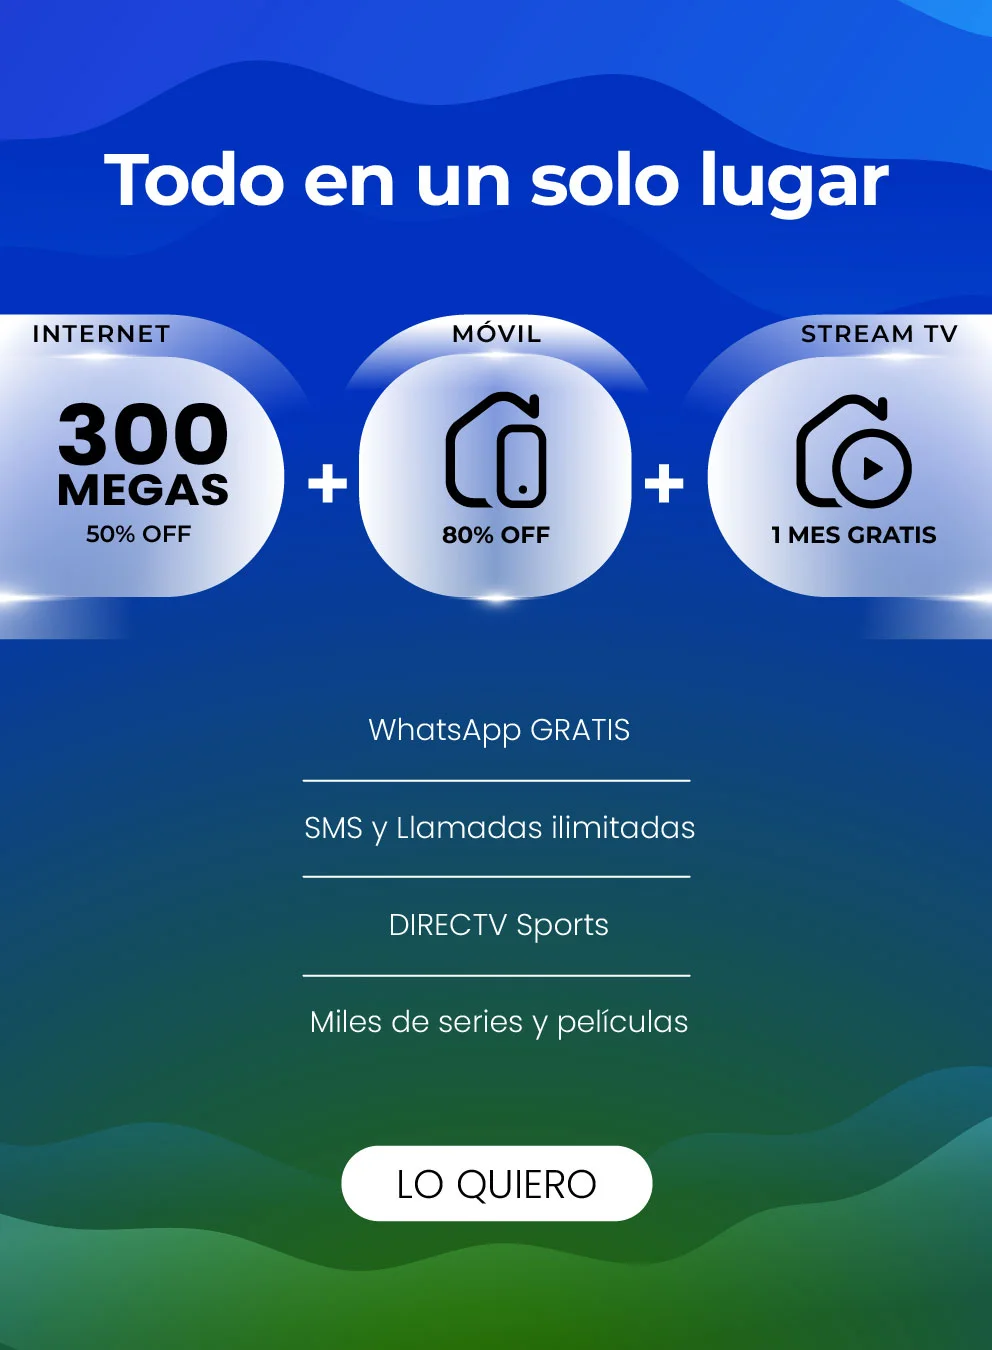 Todo en un solo lugar
INTERNET
300
MEGAS
50% OFF
+
MÓVIL
80% OFF
+
STREAM TV
1 MES GRATIS
WhatsApp GRATIS
SMS y Llamadas ilimitadas
DIRECTV Sports
Miles de series y películas
LO QUIERO